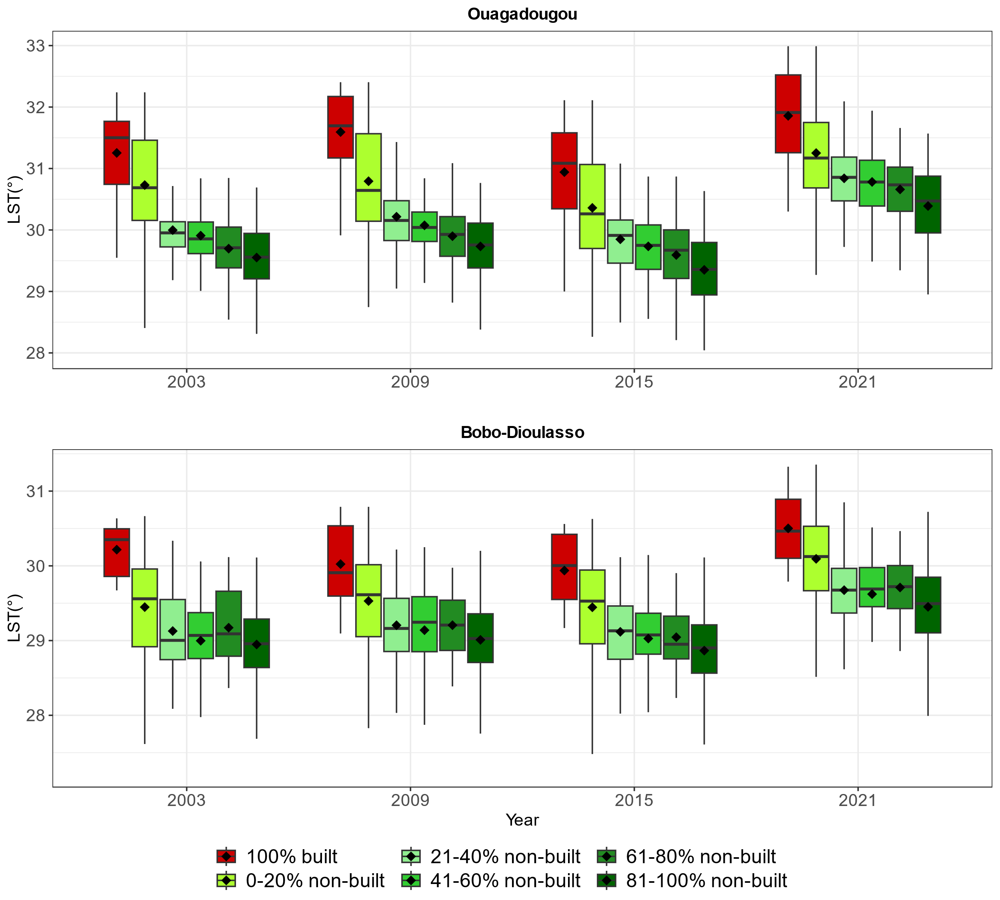 Ouagadougou
33
32
31
30
29
28
LST(°)
2003 2009 2015 2021
Bobo-Dioulasso
31
30
29
28
LST(°)
2003 2009 2015 2021
Year
100% built 21-40% non-built 61-80% non-built
0-20% non-built 41-60% non-built 81-100% non-built